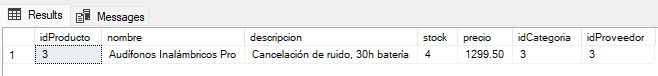 Results Messages
idProducto nombre descripcion stock precio idCategoria idProveedor
1 3 Audífonos Inalámbricos Pro Cancelación de ruido, 30h batería 4 1299.50 3 3